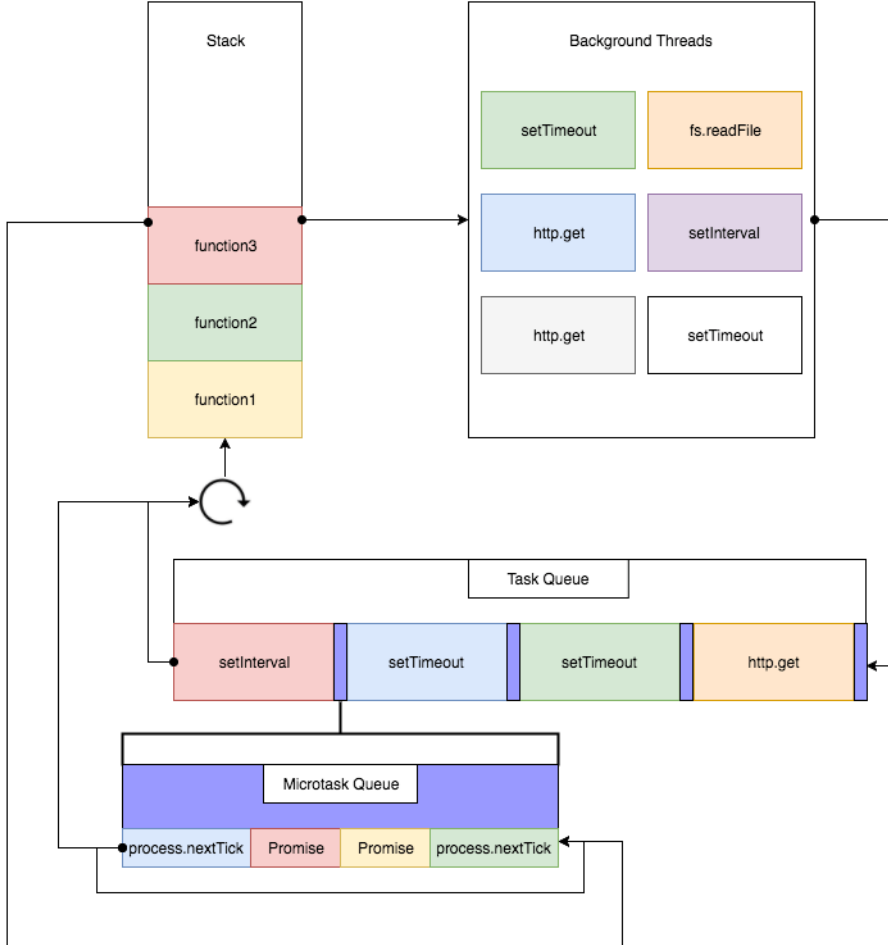 Stack
Background Threads
setTimeout
fs.readFile
function3
http.get
setInterval
function2
http.get
setTimeout
function1
Task Queue
setInterval
setTimeout
setTimeout
http.get
Microtask Queue
process.nextTick
Promise
Promise
process.nextTick